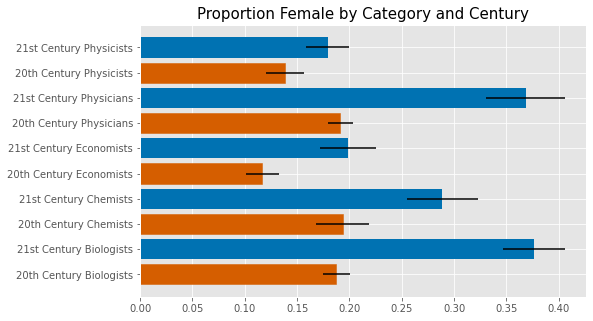 Proportion Female by Category and Century
21st Century Physicists
20th Century Physicists
21st Century Physicians
20th Century Physicians
21st Century Economists
20th Century Economists
21st Century Chemists
20th Century Chemists
21st Century Biologists
20th Century Biologists
0.00 0.05 0.10 0.15 0.20 0.25 0.30 0.35 0.40